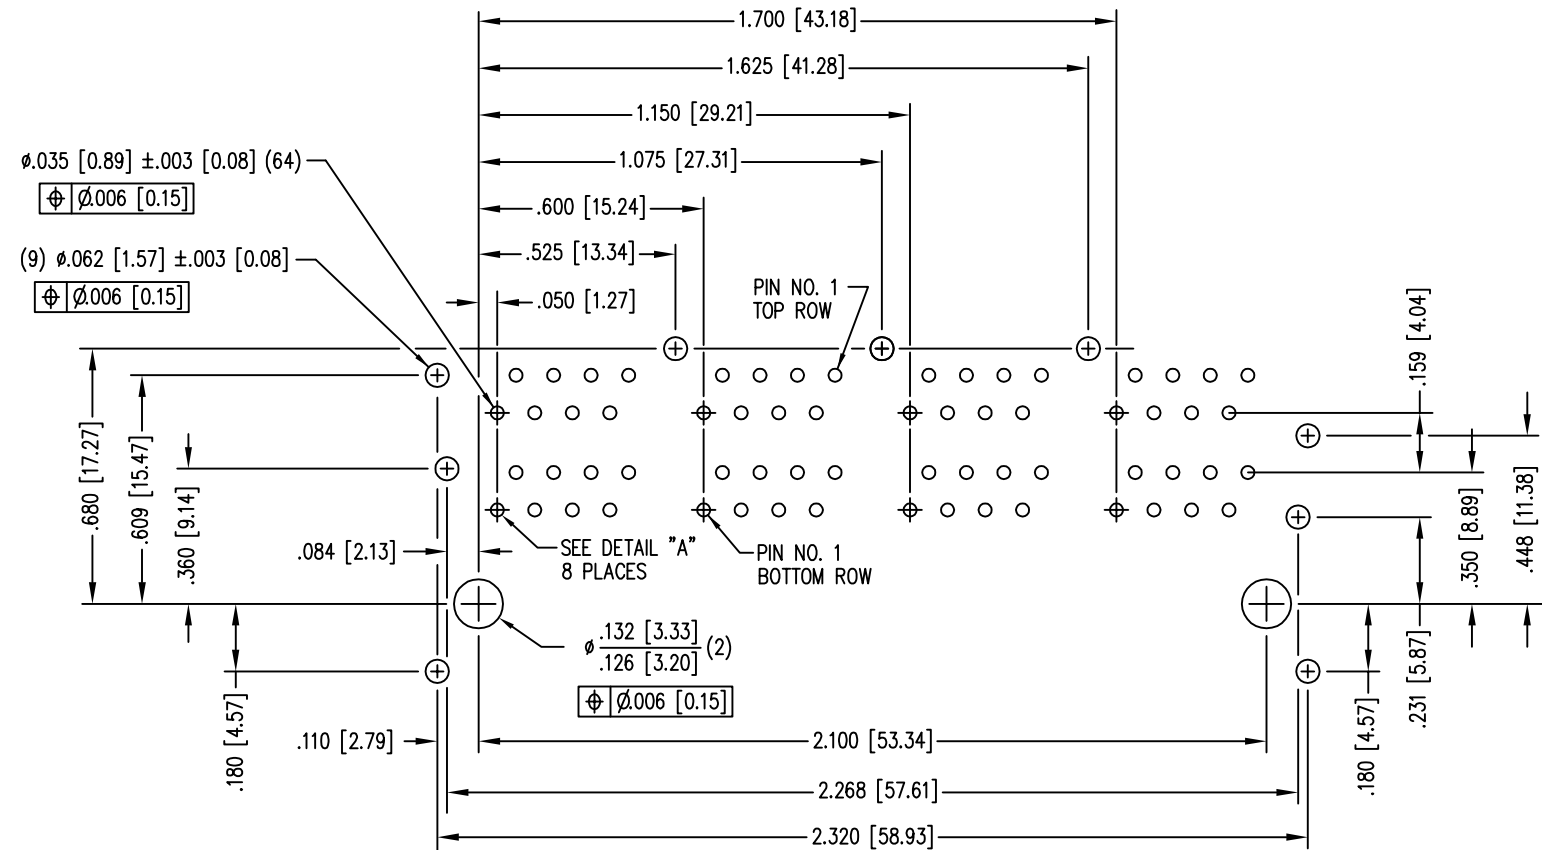 1.700 [43.18]
1.625 [41.28]
1.150 [29.21]
1.075 [27.31]
ø.035 [0.89] ±.003 [0.08] (64)
⌖ Ø.006 [0.15]
.600 [15.24]
(9) ø.062 [1.57] ±.003 [0.08]
⌖ Ø.006 [0.15]
.525 [13.34]
.050 [1.27]
PIN NO. 1
TOP ROW
.159 [4.04]
.680 [17.27]
.609 [15.47]
.360 [9.14]
.084 [2.13]
SEE DETAIL "A"
8 PLACES
PIN NO. 1
BOTTOM ROW
.350 [8.89]
.448 [11.38]
ø .132 [3.33]
.126 [3.20] (2)
⌖ Ø.006 [0.15]
.231 [5.87]
.180 [4.57]
.180 [4.57]
.110 [2.79]
2.100 [53.34]
2.268 [57.61]
2.320 [58.93]